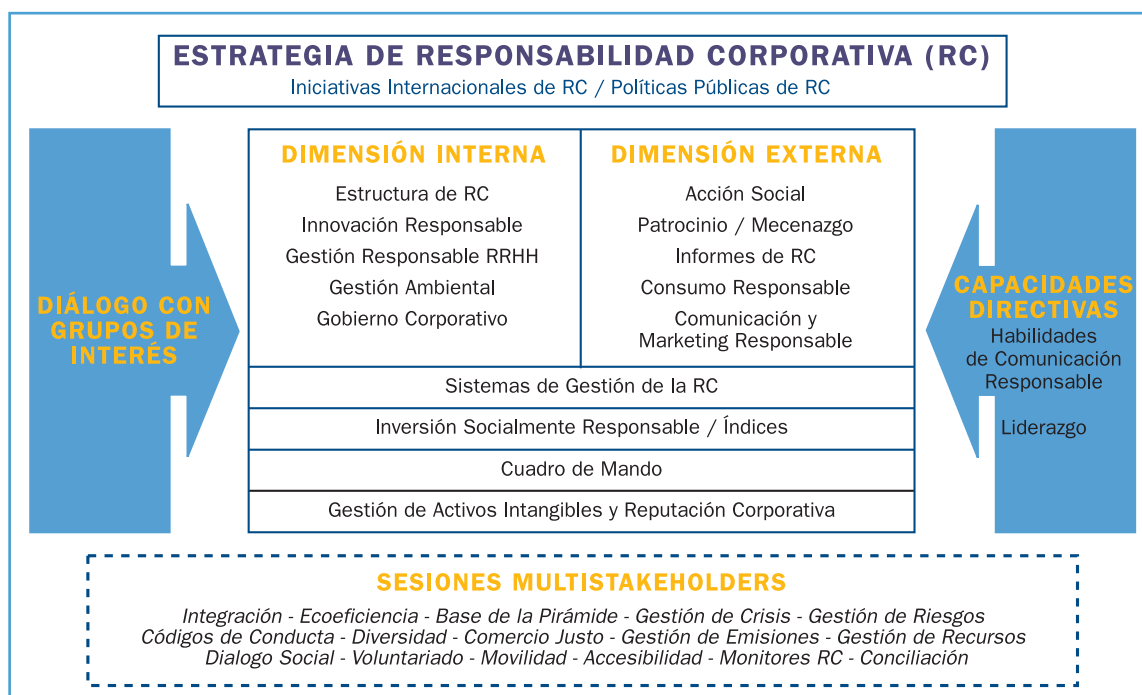 ESTRATEGIA DE RESPONSABILIDAD CORPORATIVA (RC)
Iniciativas Internacionales de RC / Políticas Públicas de RC
DIÁLOGO CON
GRUPOS DE
INTERÉS
DIMENSIÓN INTERNA
Estructura de RC
Innovación Responsable
Gestión Responsable RRHH
Gestión Ambiental
Gobierno Corporativo
DIMENSIÓN EXTERNA
Acción Social
Patrocinio / Mecenazgo
Informes de RC
Consumo Responsable
Comunicación y
Marketing Responsable
Sistemas de Gestión de la RC
Inversión Socialmente Responsable / Índices
Cuadro de Mando
Gestión de Activos Intangibles y Reputación Corporativa
CAPACIDADES
DIRECTIVAS
Habilidades
de Comunicación
Responsable
Liderazgo
SESIONES MULTISTAKEHOLDERS
Integración - Ecoeficiencia - Base de la Pirámide - Gestión de Crisis - Gestión de Riesgos
Códigos de Conducta - Diversidad - Comercio Justo - Gestión de Emisiones - Gestión de Recursos
Dialogo Social - Voluntariado - Movilidad - Accesibilidad - Monitores RC - Conciliación